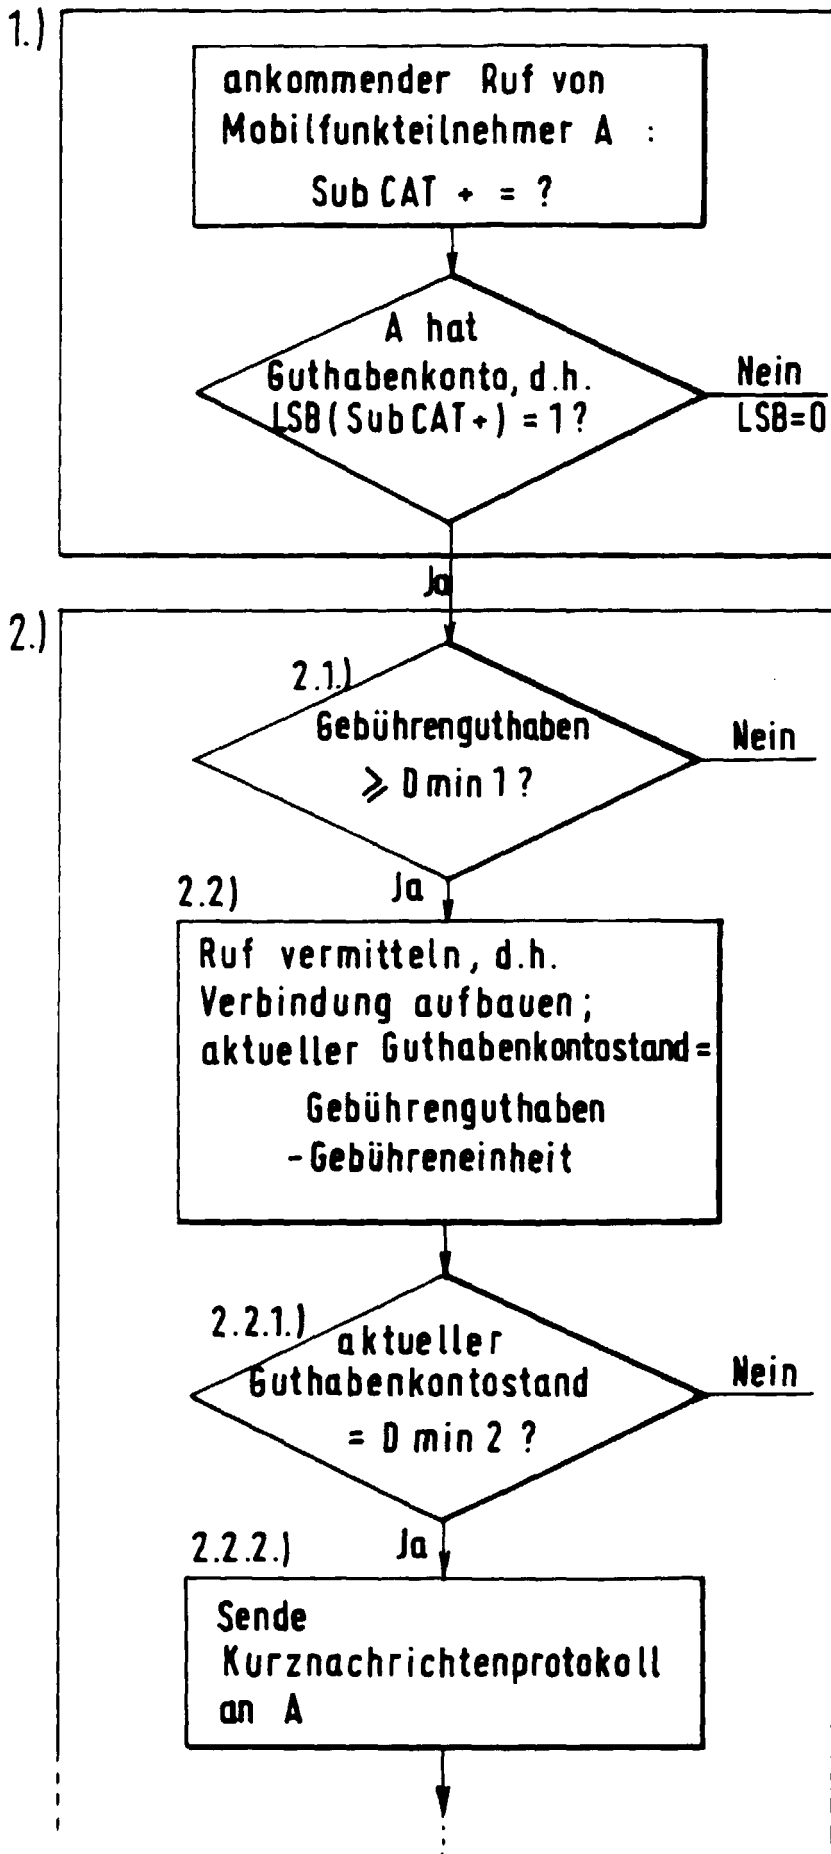 1.)
ankommender Ruf von
Mobilfunkteilnehmer A :
Sub CAT + = ?
A hat
Guthabenkonto, d.h.
LSB (Sub CAT+) = 1?
Nein
LSB=0
Ja
2.)
2.1.)
Gebührenguthaben
⩾ Dmin 1 ?
Nein
Ja
2.2)
Ruf vermitteln, d.h.
Verbindung aufbauen ;
aktueller Guthabenkontostand =
Gebührenguthaben
- Gebühreneinheit
2.2.1.)
aktueller
Guthabenkontostand
= D min 2 ?
Nein
Ja
2.2.2.)
Sende
Kurznachrichtenprotokoll
an A